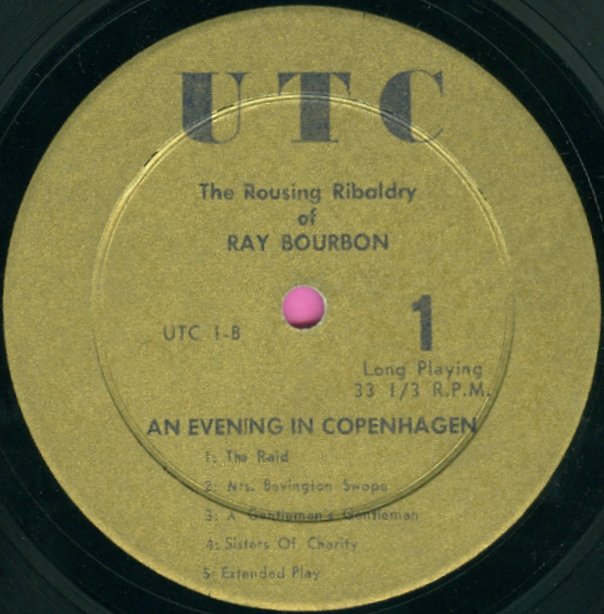 UTC
The Rousing Ribaldry
of
RAY BOURBON
UTC 1-B
1
Long Playing
33 1/3 R.P.M.
AN EVENING IN COPENHAGEN
1: The Raid
2: Mrs. Bevington Swope
3: A Gentleman's Gentleman
4: Sisters Of Charity
5: Extended Play